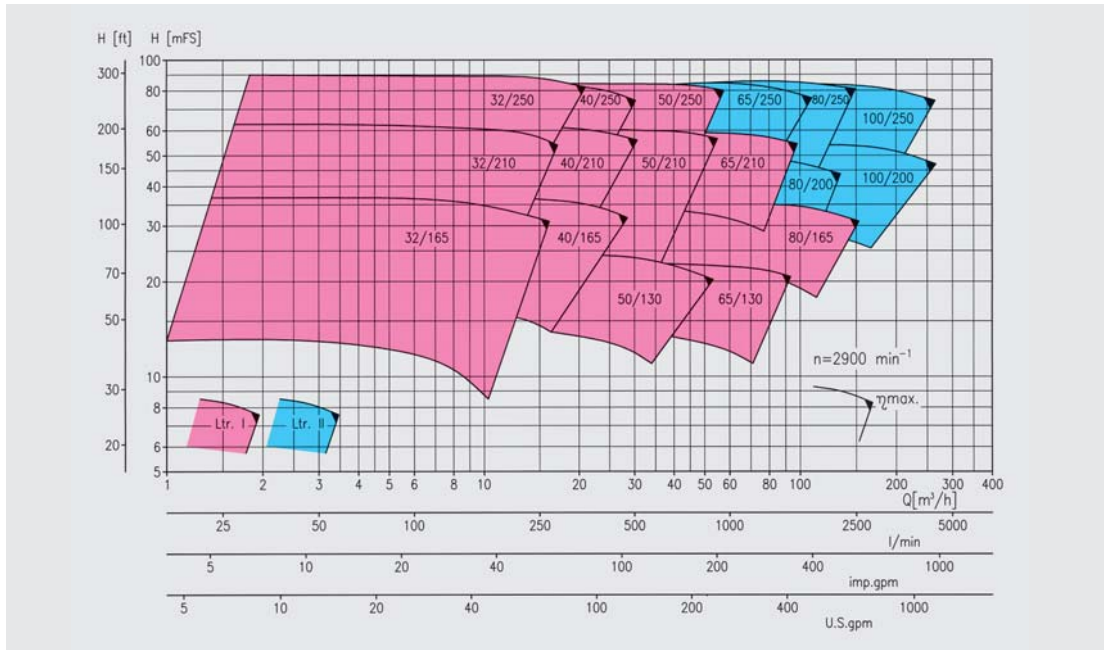 H [ft] H [mFS]
300 100
80
200 60
50
150 40
100 30
70 20
50
10
30 8
20 6
5
32/250 40/250 50/250 65/250 80/250 100/250
32/210 40/210 50/210 65/210 80/200 100/200
32/165 40/165 80/165
50/130 65/130
n=2900 min⁻¹
ηmax.
Ltr. I Ltr. II
1 2 3 4 5 6 8 10 20 30 40 50 60 80 100 200 300 400
Q[m³/h]
25 50 100 250 500 1000 2500 5000
l/min
5 10 20 40 100 200 400 1000
imp.gpm
5 10 20 40 100 200 400 1000
U.S.gpm